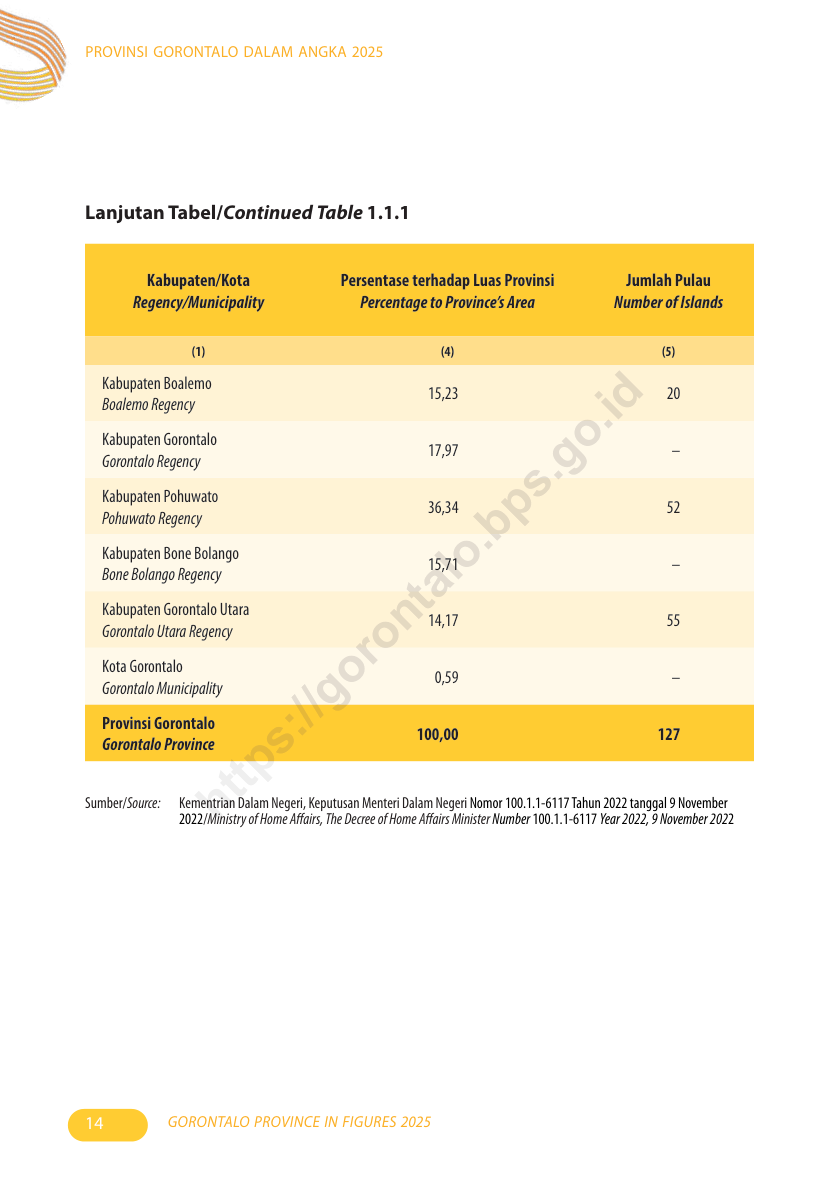 PROVINSI GORONTALO DALAM ANGKA 2025
Lanjutan Tabel/Continued Table 1.1.1
Kabupaten/Kota
Regency/Municipality
Persentase terhadap Luas Provinsi
Percentage to Province's Area
Jumlah Pulau
Number of Islands
(1) (4) (5)
Kabupaten Boalemo
Boalemo Regency
15,23 20
Kabupaten Gorontalo
Gorontalo Regency
17,97 –
Kabupaten Pohuwato
Pohuwato Regency
36,34 52
Kabupaten Bone Bolango
Bone Bolango Regency
15,71 –
Kabupaten Gorontalo Utara
Gorontalo Utara Regency
14,17 55
Kota Gorontalo
Gorontalo Municipality
0,59 –
Provinsi Gorontalo
Gorontalo Province
100,00 127
https://gorontalo.bps.go.id
Sumber/Source: Kementrian Dalam Negeri, Keputusan Menteri Dalam Negeri Nomor 100.1.1-6117 Tahun 2022 tanggal 9 November
2022/Ministry of Home Affairs, The Decree of Home Affairs Minister Number 100.1.1-6117 Year 2022, 9 November 2022
14 GORONTALO PROVINCE IN FIGURES 2025